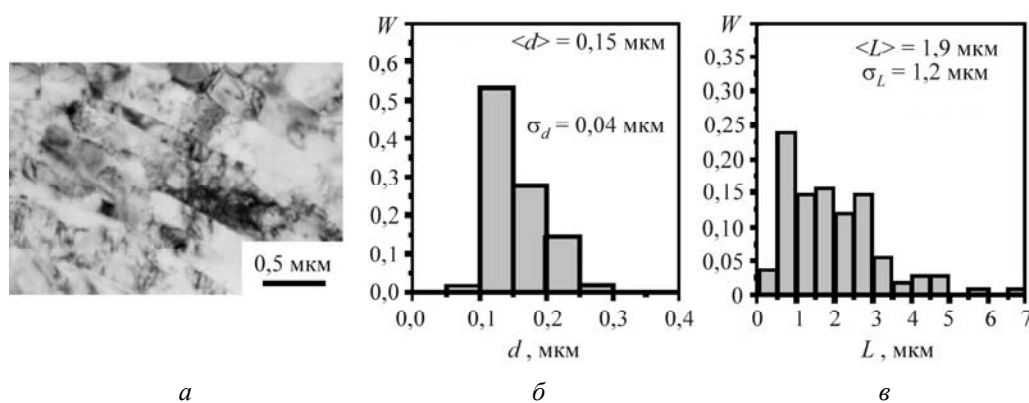 0,5 мкм
а
W
<d> = 0,15 мкм
σd = 0,04 мкм
0,6
0,5
0,4
0,3
0,2
0,1
0,0
0,0 0,1 0,2 0,3 0,4
d , мкм
б
W
<L> = 1,9 мкм
σL = 1,2 мкм
0,35
0,30
0,25
0,20
0,15
0,10
0,05
0
0 1 2 3 4 5 6 7
L , мкм
в